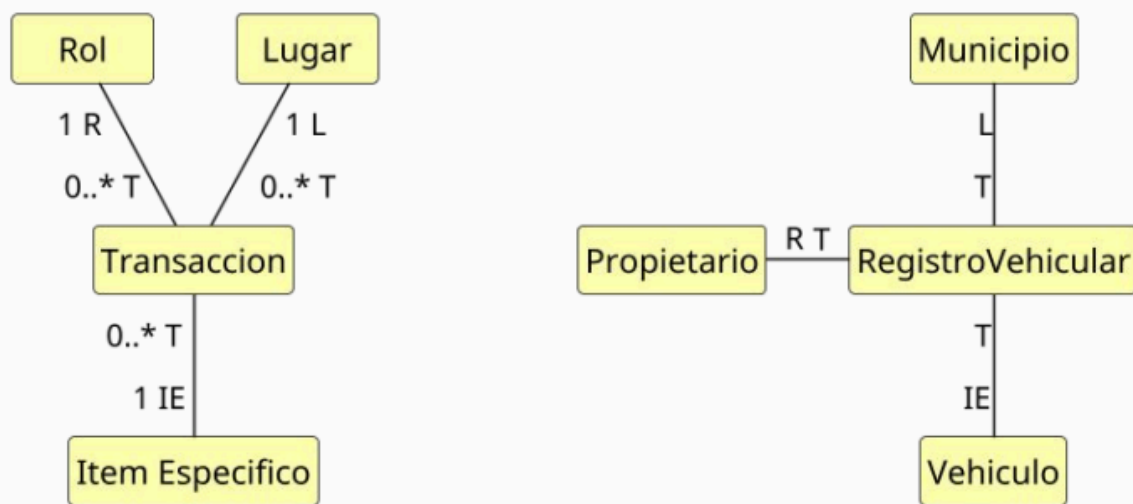 Rol
Lugar
1 R
1 L
0..* T
0..* T
Transaccion
0..* T
1 IE
Item Especifico
Municipio
L
T
Propietario
R T
RegistroVehicular
T
IE
Vehiculo